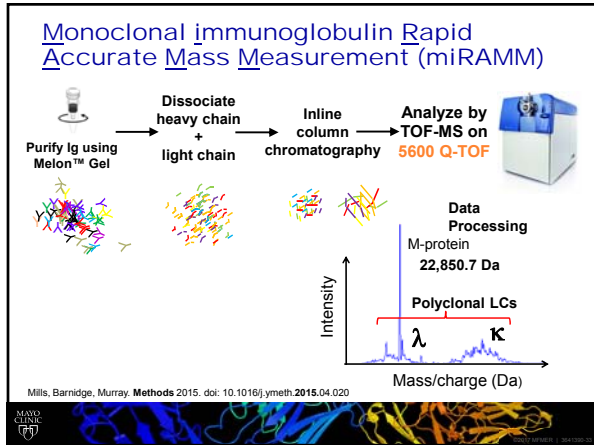 Monoclonal immunoglobulin Rapid
Accurate Mass Measurement (miRAMM)
Purify Ig using
Melon™ Gel
Dissociate
heavy chain
+
light chain
Inline
column
chromatography
Analyze by
TOF-MS on
5600 Q-TOF
Data
Processing
M-protein
22,850.7 Da
Polyclonal LCs
λ
κ
Intensity
Mass/charge (Da)
Mills, Barnidge, Murray. Methods 2015. doi: 10.1016/j.ymeth.2015.04.020
MAYO
CLINIC